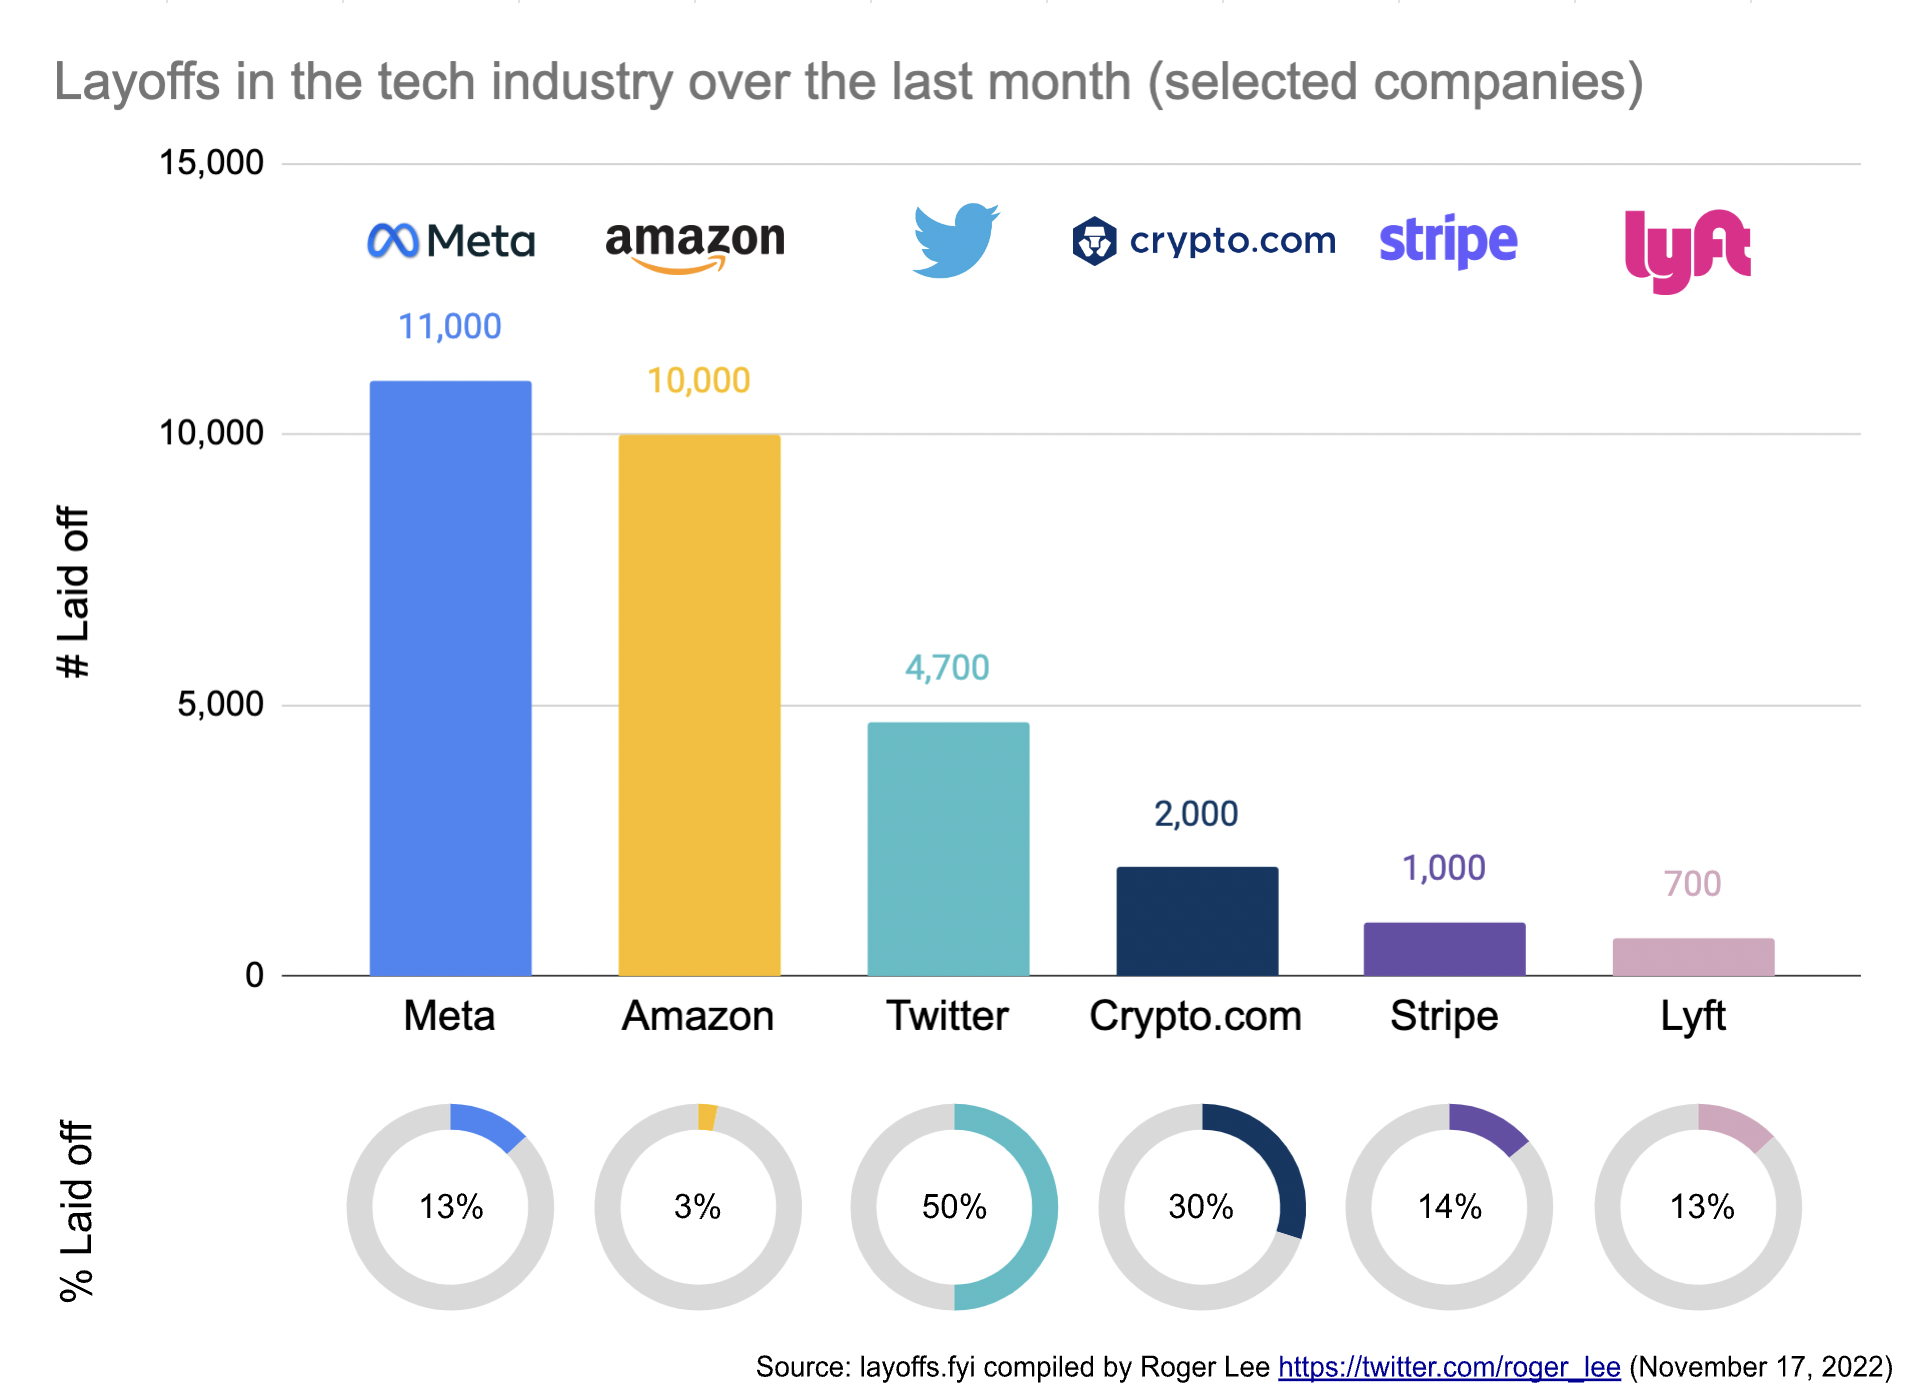 Layoffs in the tech industry over the last month (selected companies)
15,000
Meta amazon crypto.com stripe lyft
11,000
10,000
10,000
# Laid off
4,700
5,000
2,000
1,000
700
0
Meta Amazon Twitter Crypto.com Stripe Lyft
% Laid off
13% 3% 50% 30% 14% 13%
Source: layoffs.fyi compiled by Roger Lee https://twitter.com/roger_lee (November 17, 2022)